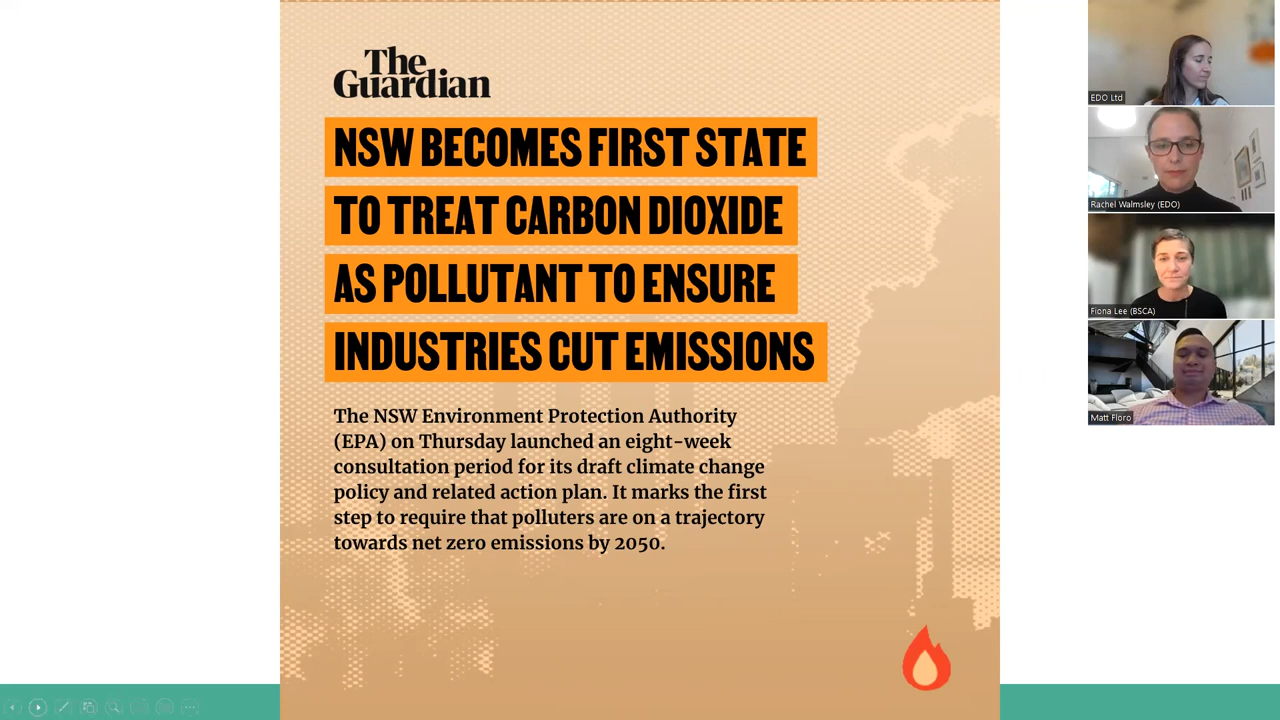 The
Guardian
NSW BECOMES FIRST STATE
TO TREAT CARBON DIOXIDE
AS POLLUTANT TO ENSURE
INDUSTRIES CUT EMISSIONS
The NSW Environment Protection Authority
(EPA) on Thursday launched an eight-week
consultation period for its draft climate change
policy and related action plan. It marks the first
step to require that polluters are on a trajectory
towards net zero emissions by 2050.
EDO Ltd
Rachel Walmsley (EDO)
Fiona Lee (BSCA)
Matt Floro